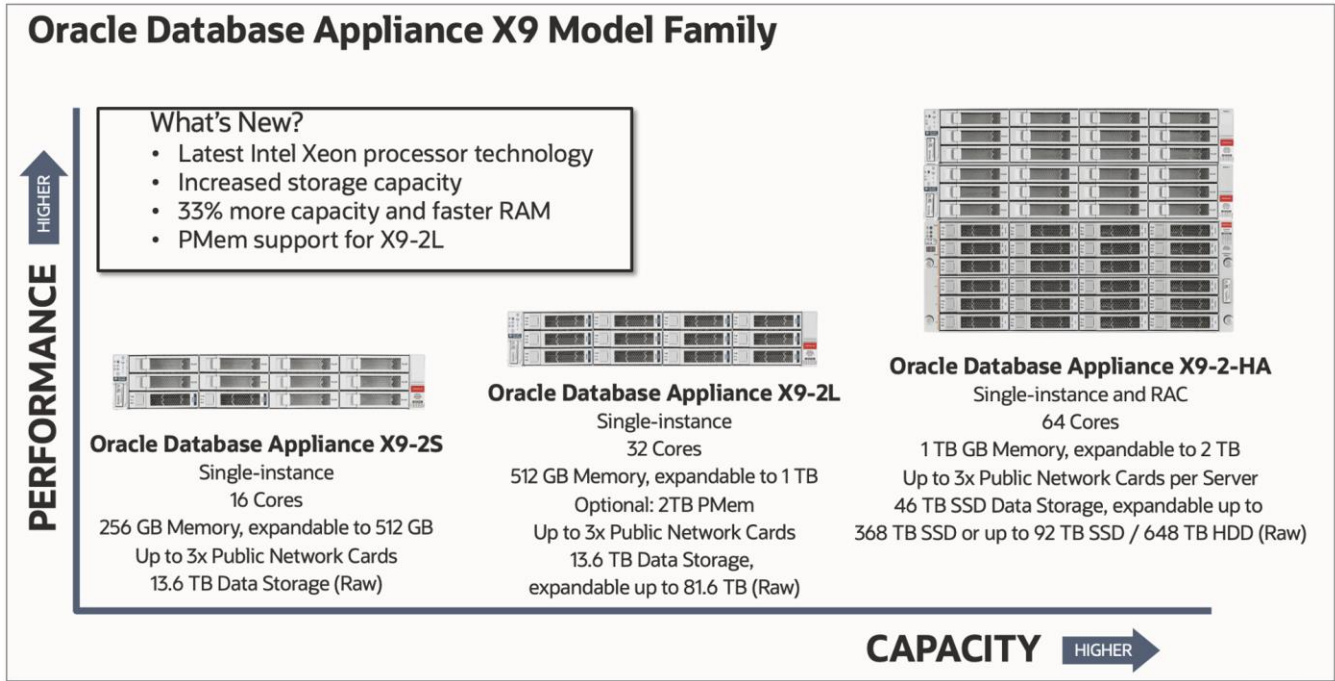 Oracle Database Appliance X9 Model Family
What's New?
• Latest Intel Xeon processor technology
• Increased storage capacity
• 33% more capacity and faster RAM
• PMem support for X9-2L
HIGHER
PERFORMANCE
Oracle Database Appliance X9-2S
Single-instance
16 Cores
256 GB Memory, expandable to 512 GB
Up to 3x Public Network Cards
13.6 TB Data Storage (Raw)
Oracle Database Appliance X9-2L
Single-instance
32 Cores
512 GB Memory, expandable to 1 TB
Optional: 2TB PMem
Up to 3x Public Network Cards
13.6 TB Data Storage,
expandable up to 81.6 TB (Raw)
Oracle Database Appliance X9-2-HA
Single-instance and RAC
64 Cores
1 TB GB Memory, expandable to 2 TB
Up to 3x Public Network Cards per Server
46 TB SSD Data Storage, expandable up to
368 TB SSD or up to 92 TB SSD / 648 TB HDD (Raw)
CAPACITY
HIGHER